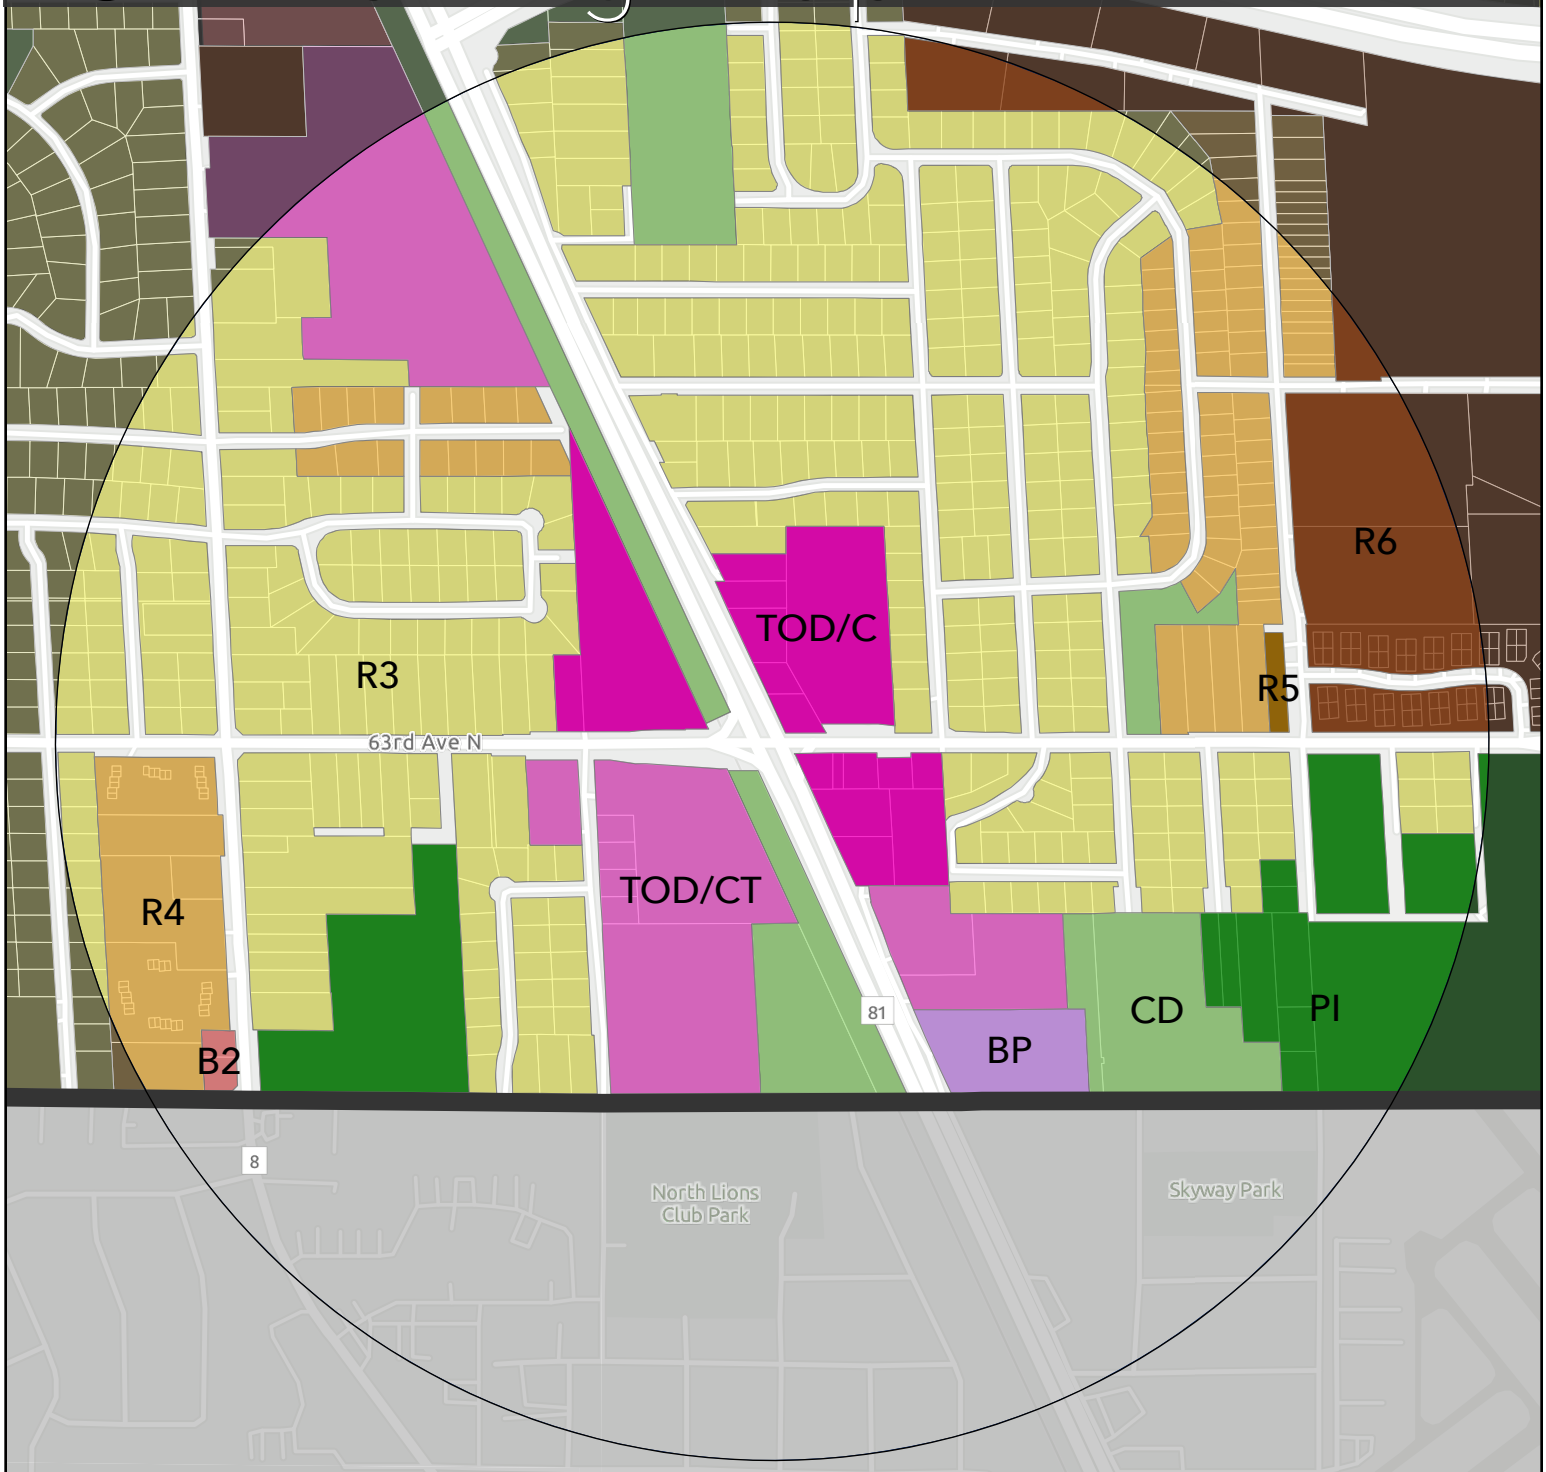 TOD/C
R6
R3
R5
63rd Ave N
TOD/CT
R4
81
CD
PI
BP
B2
8
North Lions
Club Park
Skyway Park